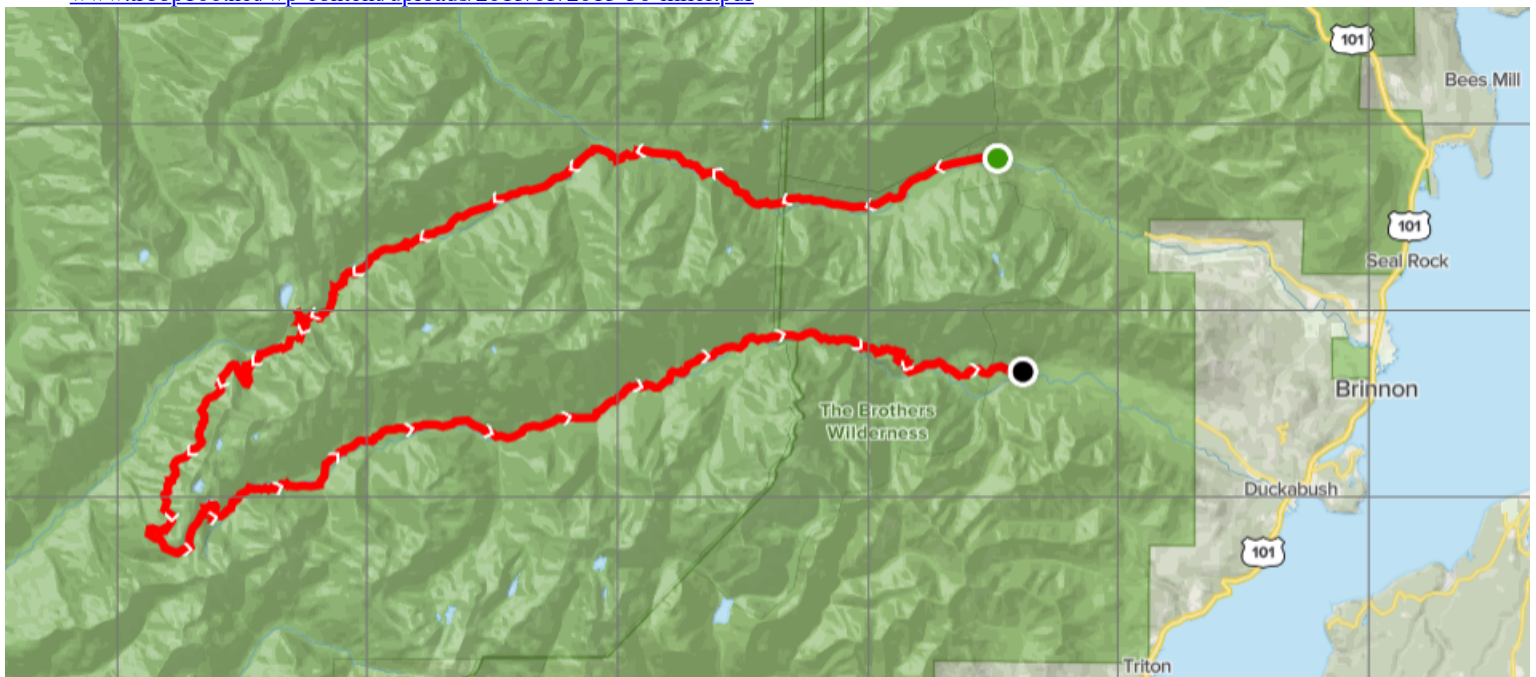 101
Bees Mill
101
Seal Rock
Brinnon
The Brothers
Wilderness
Duckabush
101
Triton